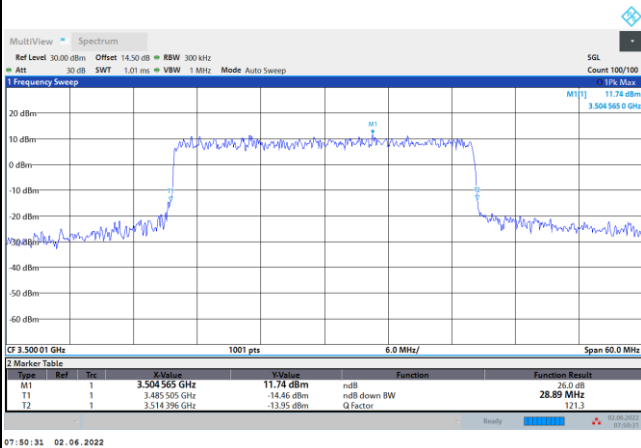 MultiView Spectrum
Ref Level 30.00 dBm Offset 14.50 dB RBW 300 kHz SGL
Att 30 dB SWT 1.01 ms VBW 1 MHz Mode Auto Sweep Count 100/100
1 Frequency Sweep 1Pk Max
M1[1] 11.74 dBm
3.504 565 0 GHz
20 dBm
M1
10 dBm
0 dBm
-10 dBm
-20 dBm
-30 dBm
-40 dBm
-50 dBm
-60 dBm
CF 3.500 01 GHz 1001 pts 6.0 MHz/ Span 60.0 MHz
2 Marker Table
Type Ref Trc X-Value Y-Value Function Function Result
M1 1 3.504 565 GHz 11.74 dBm ndB 26.0 dB
T1 1 3.485 505 GHz -14.46 dBm ndB down BW 28.89 MHz
T2 1 3.514 396 GHz -13.95 dBm Q Factor 121.3
Ready 02.06.2022
07:50:31
07:50:31 02.06.2022